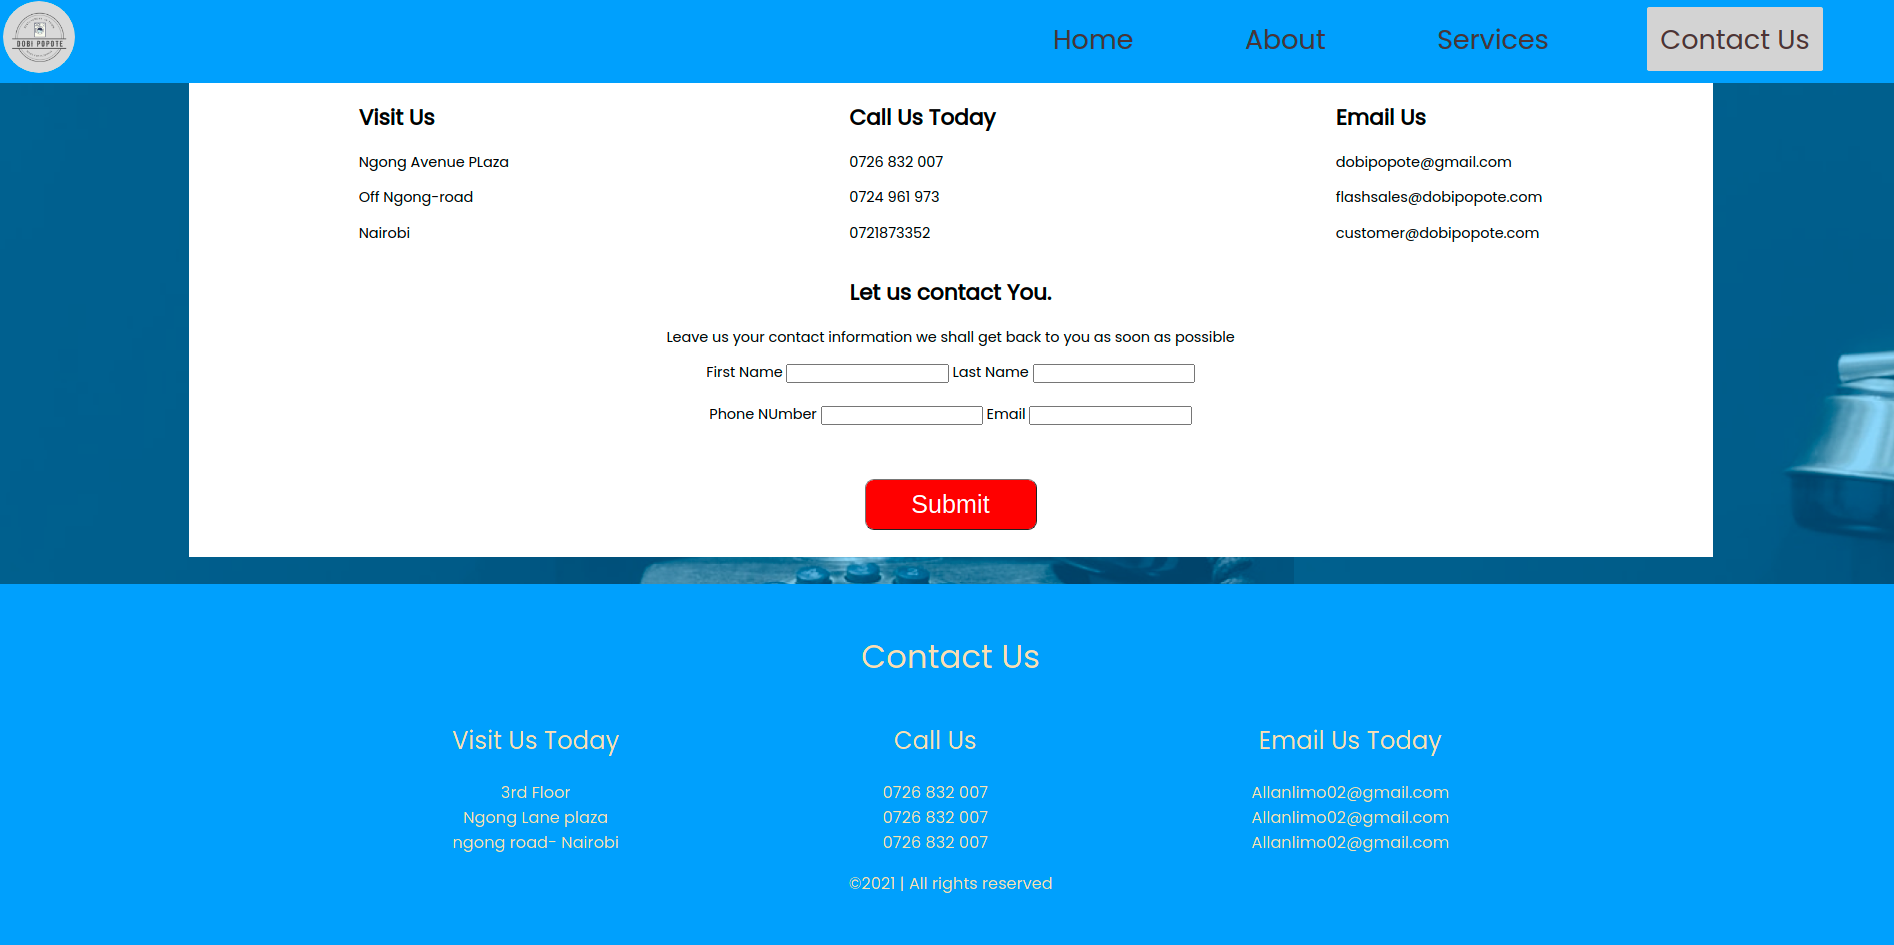 DOBI POPOTE
Home
About
Services
Contact Us
Visit Us
Ngong Avenue PLaza
Off Ngong-road
Nairobi
Call Us Today
0726 832 007
0724 961 973
0721873352
Email Us
dobipopote@gmail.com
flashsales@dobipopote.com
customer@dobipopote.com
Let us contact You.
Leave us your contact information we shall get back to you as soon as possible
First Name
Last Name
Phone NUmber
Email
Submit
Contact Us
Visit Us Today
3rd Floor
Ngong Lane plaza
ngong road- Nairobi
Call Us
0726 832 007
0726 832 007
0726 832 007
Email Us Today
Allanlimo02@gmail.com
Allanlimo02@gmail.com
Allanlimo02@gmail.com
©2021 | All rights reserved